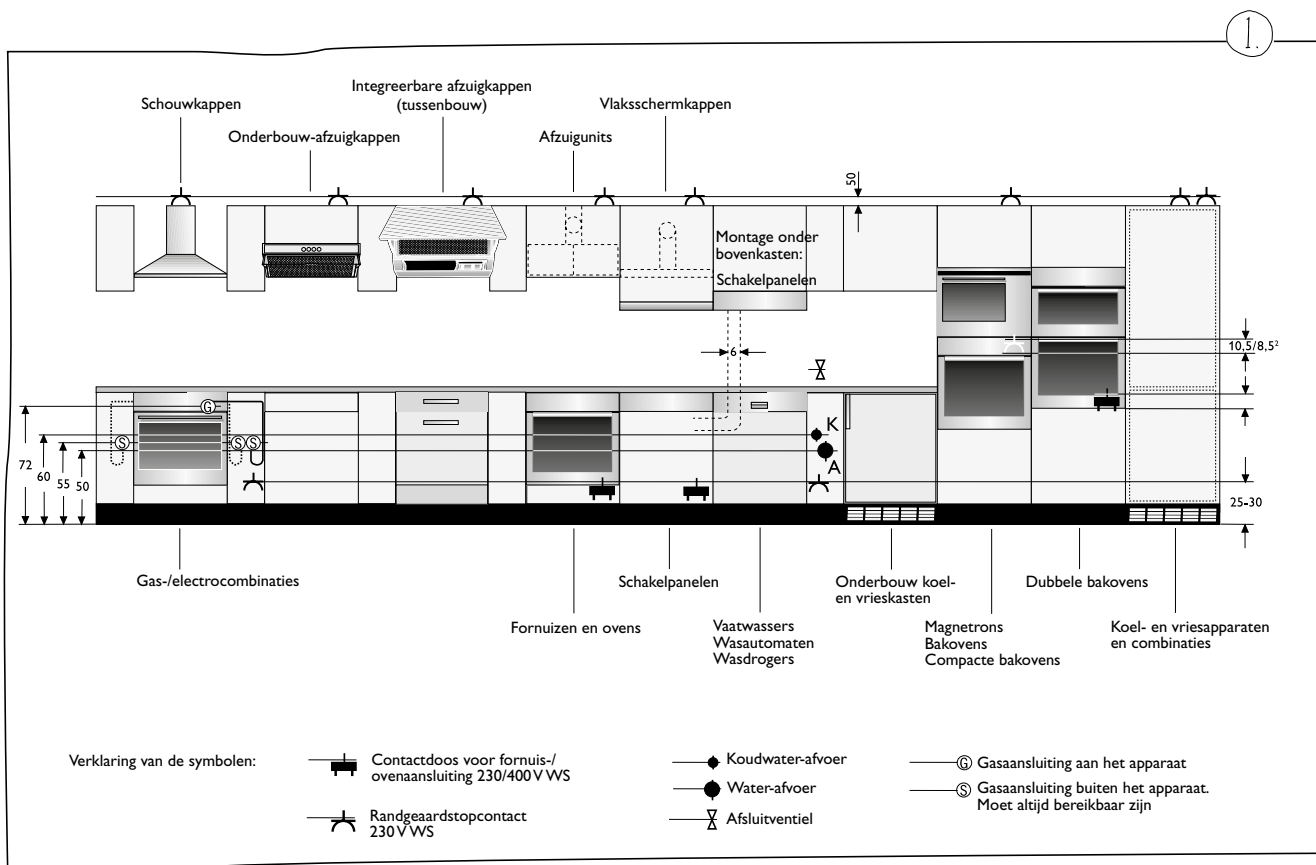 1.
Schouwkappen
Onderbouw-afzuigkappen
Integreerbare afzuigkappen
(tussenbouw)
Afzuigunits
Vlaksschermkappen
50
Montage onder
bovenkasten:
Schakelpanelen
6
10,5/8,5²
G
S
S
S
K
A
72
60
55
50
25-30
Gas-/electrocombinaties
Fornuizen en ovens
Schakelpanelen
Vaatwassers
Wasautomaten
Wasdrogers
Onderbouw koel-
en vrieskasten
Magnetrons
Bakovens
Compacte bakovens
Dubbele bakovens
Koel- en vriesapparaten
en combinaties
Verklaring van de symbolen:
Contactdoos voor fornuis-/
ovenaansluiting 230/400 V WS
Randgeaardstopcontact
230 V WS
Koudwater-afvoer
Water-afvoer
Afsluitventiel
G Gasaansluiting aan het apparaat
S Gasaansluiting buiten het apparaat.
Moet altijd bereikbaar zijn